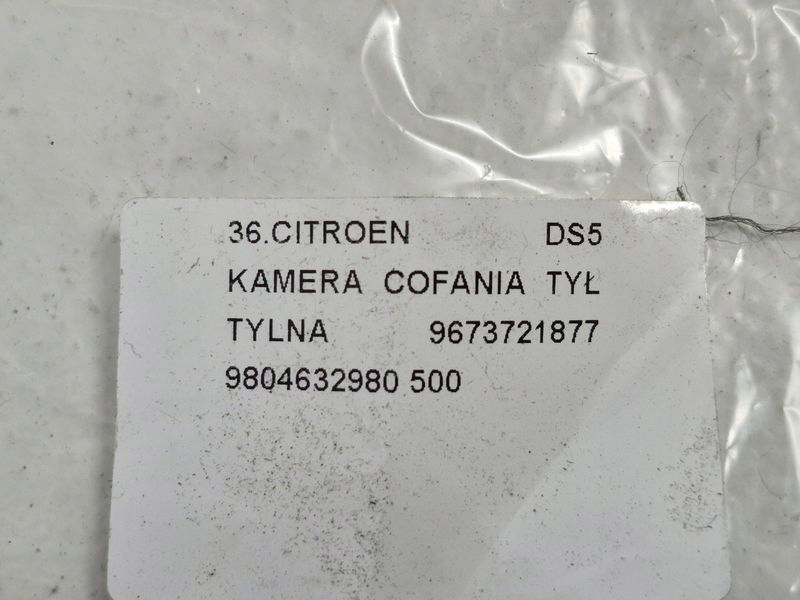 36.CITROEN DS5
KAMERA COFANIA TYŁ
TYLNA 9673721877
9804632980 500